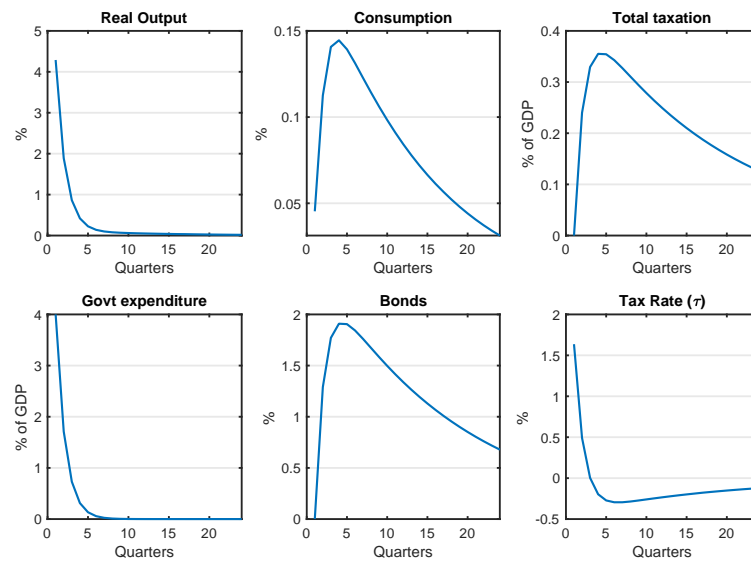 Real Output
5
4
3
2
1
0
%
0 5 10 15 20
Quarters
Consumption
0.15
0.1
0.05
%
0 5 10 15 20
Quarters
Total taxation
0.4
0.3
0.2
0.1
0
% of GDP
0 5 10 15 20
Quarters
Govt expenditure
4
3
2
1
0
% of GDP
0 5 10 15 20
Quarters
Bonds
2
1.5
1
0.5
0
%
0 5 10 15 20
Quarters
Tax Rate (τ)
2
1.5
1
0.5
0
-0.5
%
0 5 10 15 20
Quarters